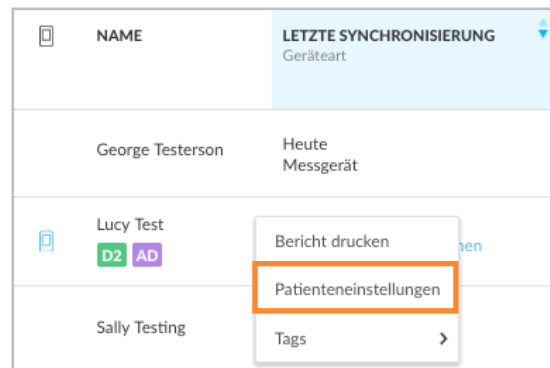 NAME
LETZTE SYNCHRONISIERUNG
Geräteart
George Testerson
Heute
Messgerät
Lucy Test
D2 AD
Bericht drucken
Patienteneinstellungen
Sally Testing
Tags